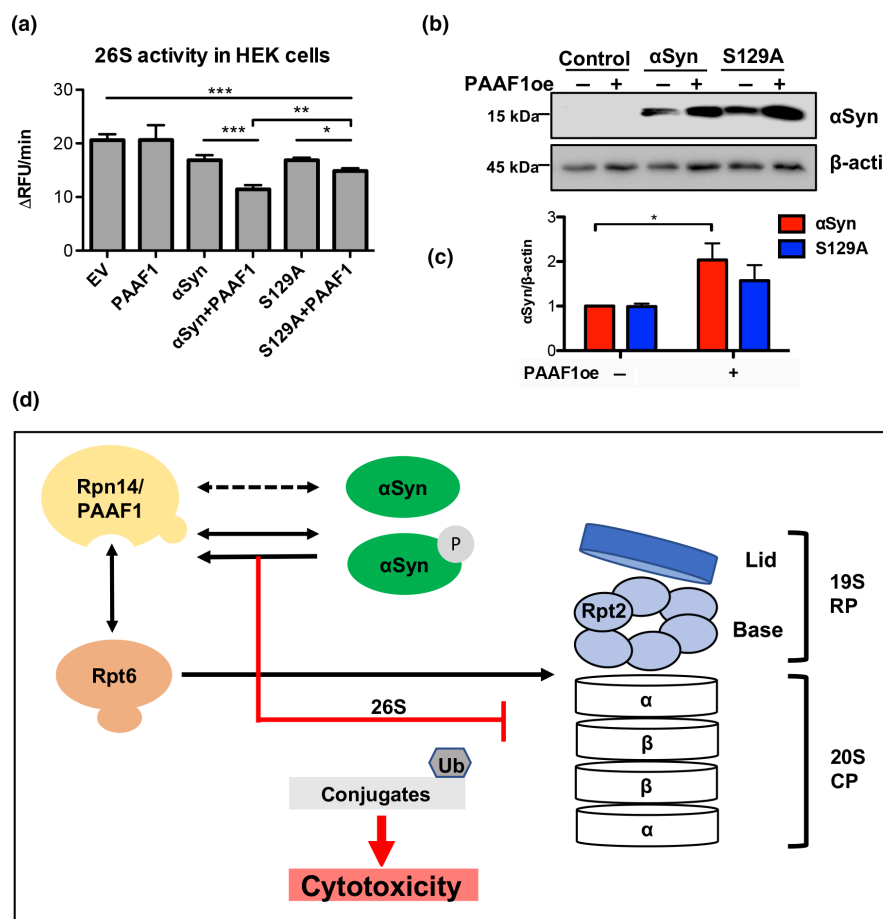 (a)
26S activity in HEK cells
ΔRFU/min
30
20
10
0
***
**
***
*
EV
PAAF1
αSyn
αSyn+PAAF1
S129A
S129A+PAAF1
(b)
Control αSyn S129A
PAAF1oe – + – + – +
15 kDa αSyn
45 kDa β-acti
(c)
αSyn/β-actin
3
2
1
0
*
αSyn
S129A
PAAF1oe – +
(d)
Rpn14/
PAAF1
αSyn
αSyn
P
Rpt6
26S
Ub
Conjugates
Cytotoxicity
Lid
Rpt2
Base
19S
RP
α
β
β
α
20S
CP